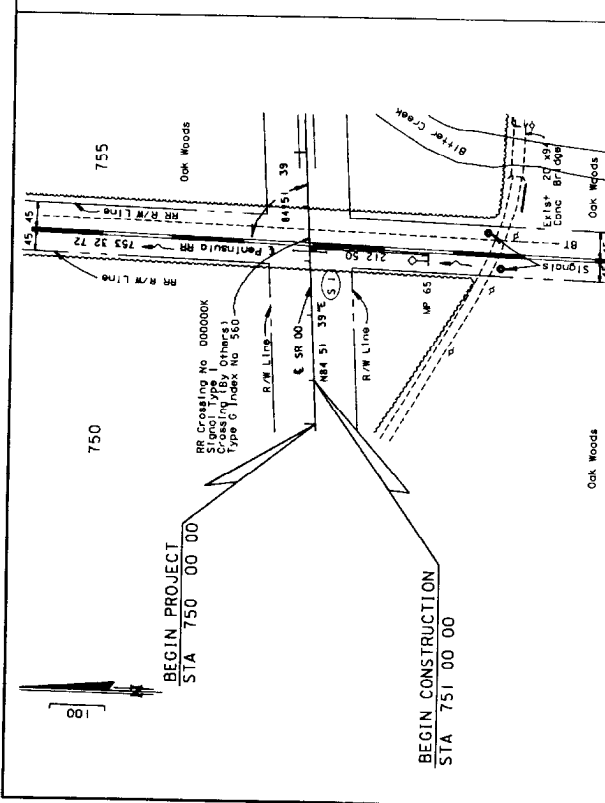 755
Oak Woods
750
45
45
RR R/W Line
RR R/W Line
753 32 72
℄ Peninsula RR
84°51 39
RR Crossing No 000000K
Signal Type I
Crossing (By Others)
Type G Index No 560
R/W Line
℄ SR 00
N84 51 39"E
S 1
R/W Line
212 50
MP 65
Bitter Creek
Exist 20 x94
Conc Bridge
BT
Signals
Oak Woods
Oak Woods
BEGIN PROJECT
STA 750 00 00
BEGIN CONSTRUCTION
STA 751 00 00
N
100